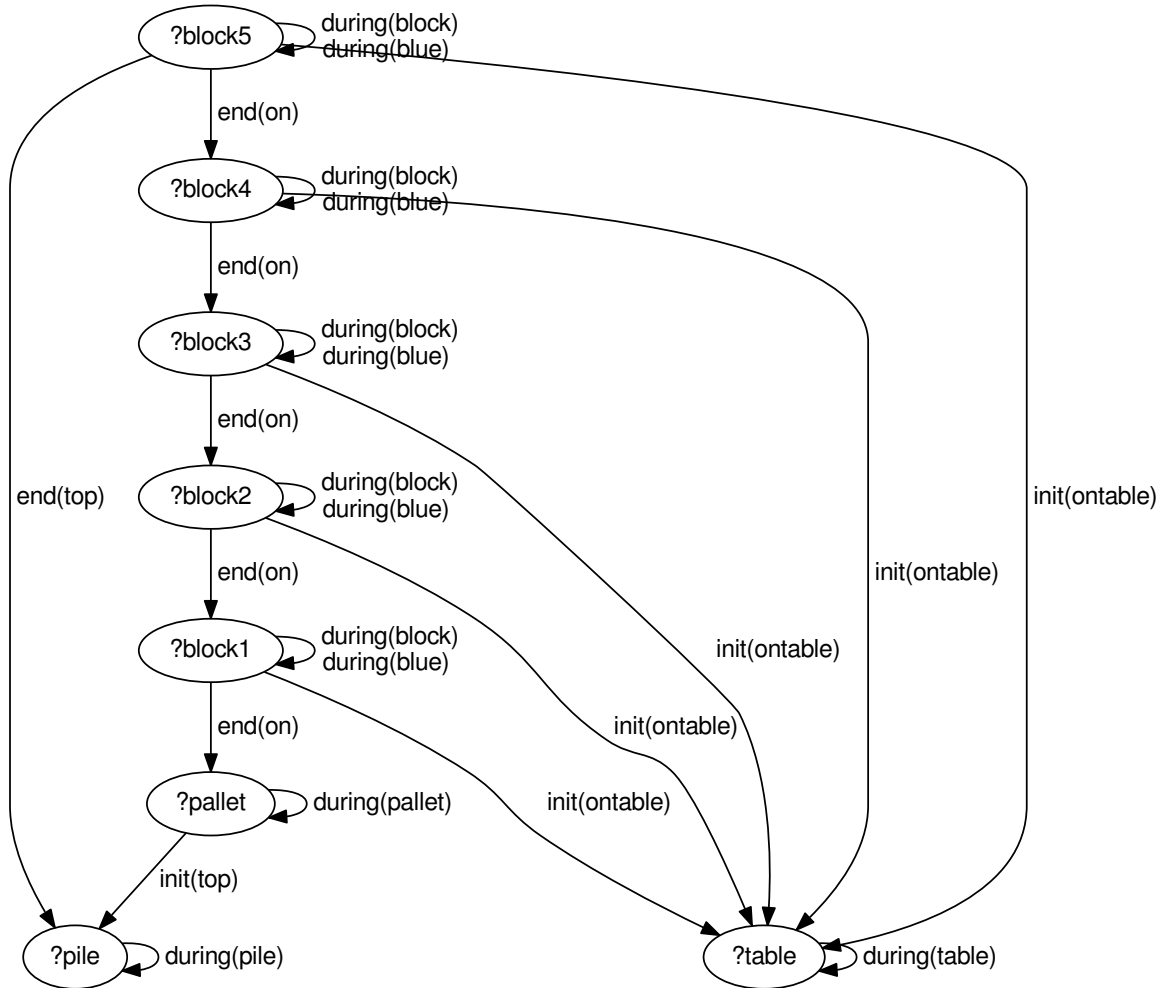 ?block5
during(block)
during(blue)
end(on)
?block4
during(block)
during(blue)
end(on)
?block3
during(block)
during(blue)
end(on)
end(top)
?block2
during(block)
during(blue)
init(ontable)
end(on)
init(ontable)
?block1
during(block)
during(blue)
init(ontable)
end(on)
init(ontable)
?pallet
during(pallet)
init(ontable)
init(top)
?pile
during(pile)
?table
during(table)